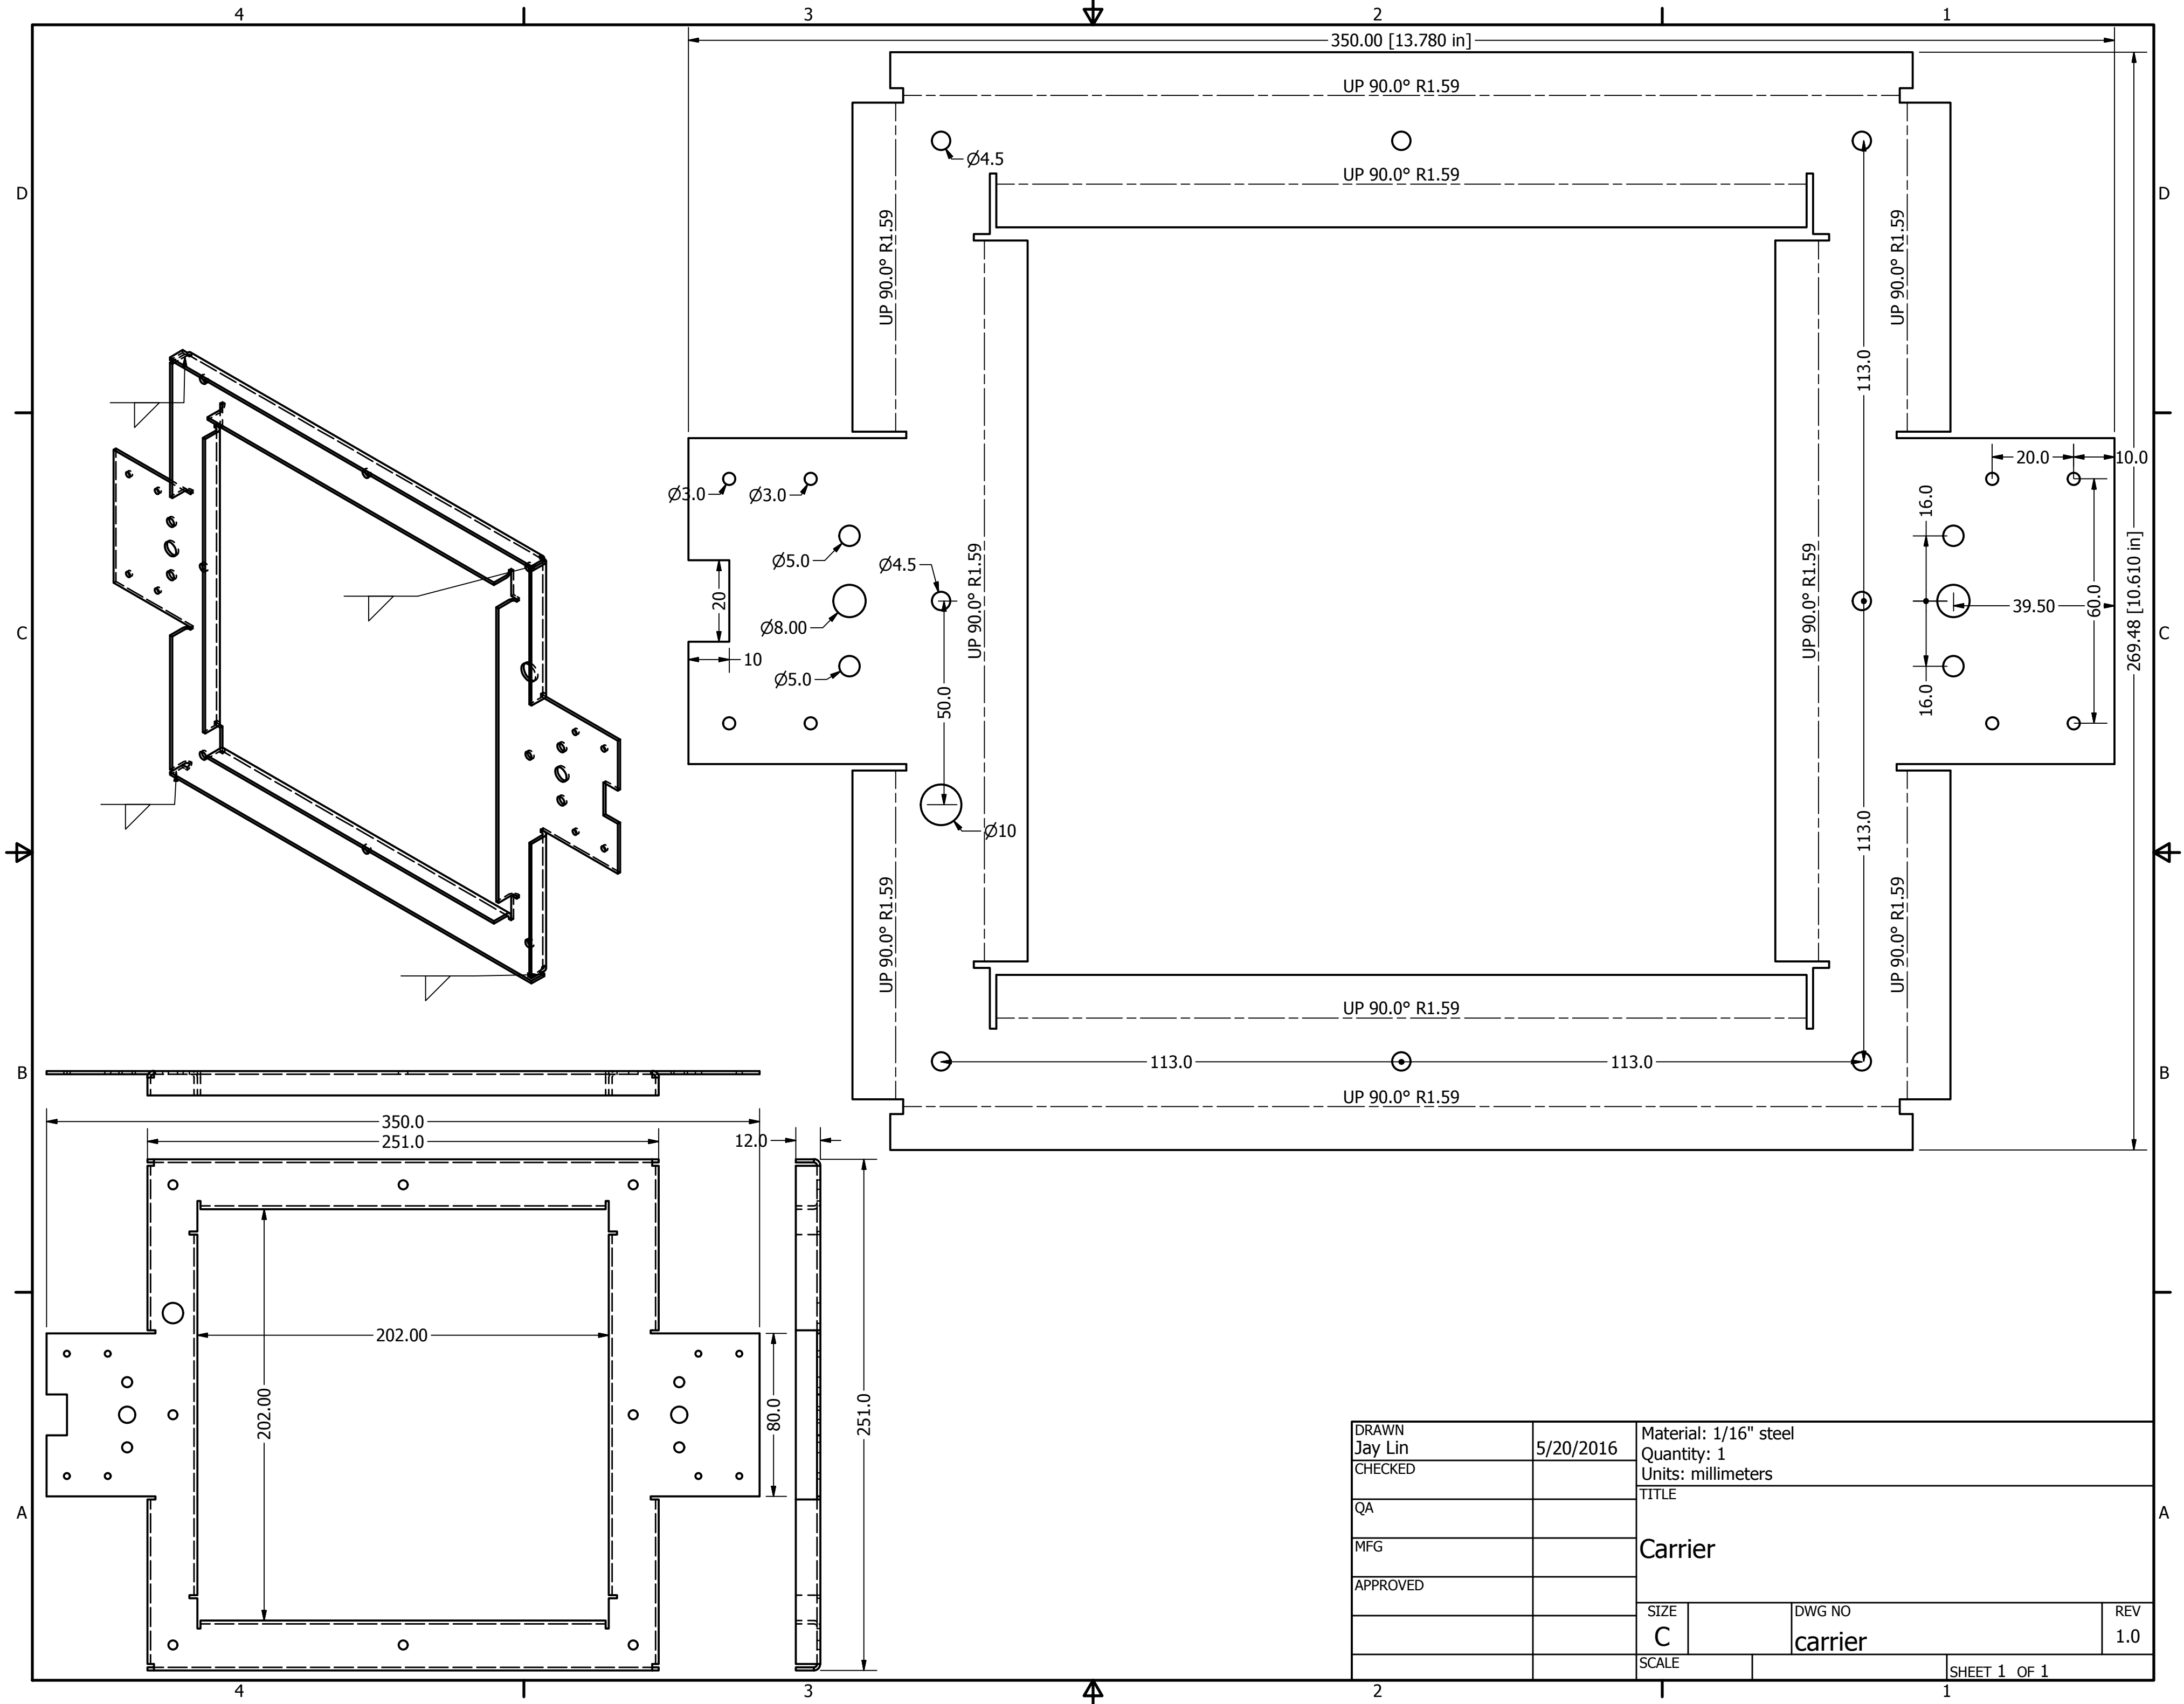 4
3
2
1
350.00 [13.780 in]
UP 90.0° R1.59
Ø4.5
UP 90.0° R1.59
D
D
UP 90.0° R1.59
UP 90.0° R1.59
113.0
20.0
10.0
Ø3.0
Ø3.0
16.0
Ø5.0
Ø4.5
UP 90.0° R1.59
UP 90.0° R1.59
20
39.50
60.0
269.48 [10.610 in]
C
C
Ø8.00
10
Ø5.0
50.0
16.0
Ø10
113.0
UP 90.0° R1.59
UP 90.0° R1.59
UP 90.0° R1.59
B
113.0
113.0
B
UP 90.0° R1.59
350.0
251.0
12.0
202.00
202.00
80.0
251.0
A
A
DRAWN
Jay Lin
5/20/2016
CHECKED
QA
MFG
APPROVED
Material: 1/16" steel
Quantity: 1
Units: millimeters
TITLE
Carrier
SIZE
C
DWG NO
carrier
REV
1.0
SCALE
SHEET 1 OF 1
4
3
2
1